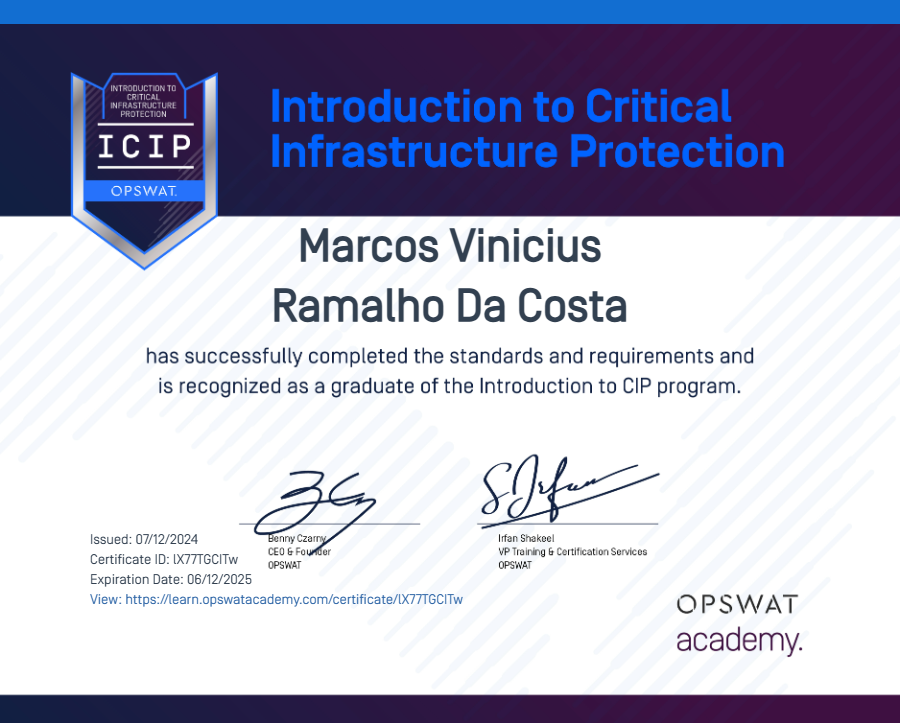 INTRODUCTION TO
CRITICAL
INFRASTRUCTURE
PROTECTION
ICIP
OPSWAT.
Introduction to Critical
Infrastructure Protection
Marcos Vinicius
Ramalho Da Costa
has successfully completed the standards and requirements and
is recognized as a graduate of the Introduction to CIP program.
Benny Czarny
CEO & Founder
OPSWAT
Irfan Shakeel
VP Training & Certification Services
OPSWAT
Issued: 07/12/2024
Certificate ID: lX77TGClTw
Expiration Date: 06/12/2025
View: https://learn.opswatacademy.com/certificate/lX77TGClTw
OPSWAT
academy.